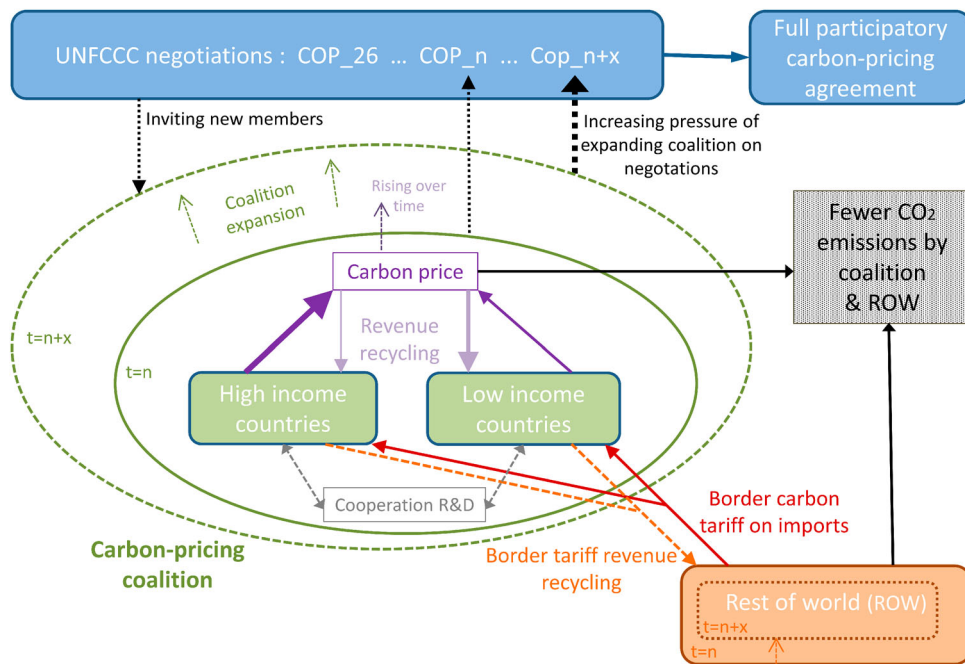 UNFCCC negotiations : COP_26 ... COP_n ... Cop_n+x
Full participatory
carbon-pricing
agreement
Inviting new members
Increasing pressure of
expanding coalition on
negotations
Coalition
expansion
Rising over
time
Fewer CO₂
emissions by
coalition
& ROW
Carbon price
Revenue
recycling
t=n+x
t=n
High income
countries
Low income
countries
Cooperation R&D
Border carbon
tariff on imports
Carbon-pricing
coalition
Border tariff revenue
recycling
Rest of world (ROW)
t=n+x
t=n